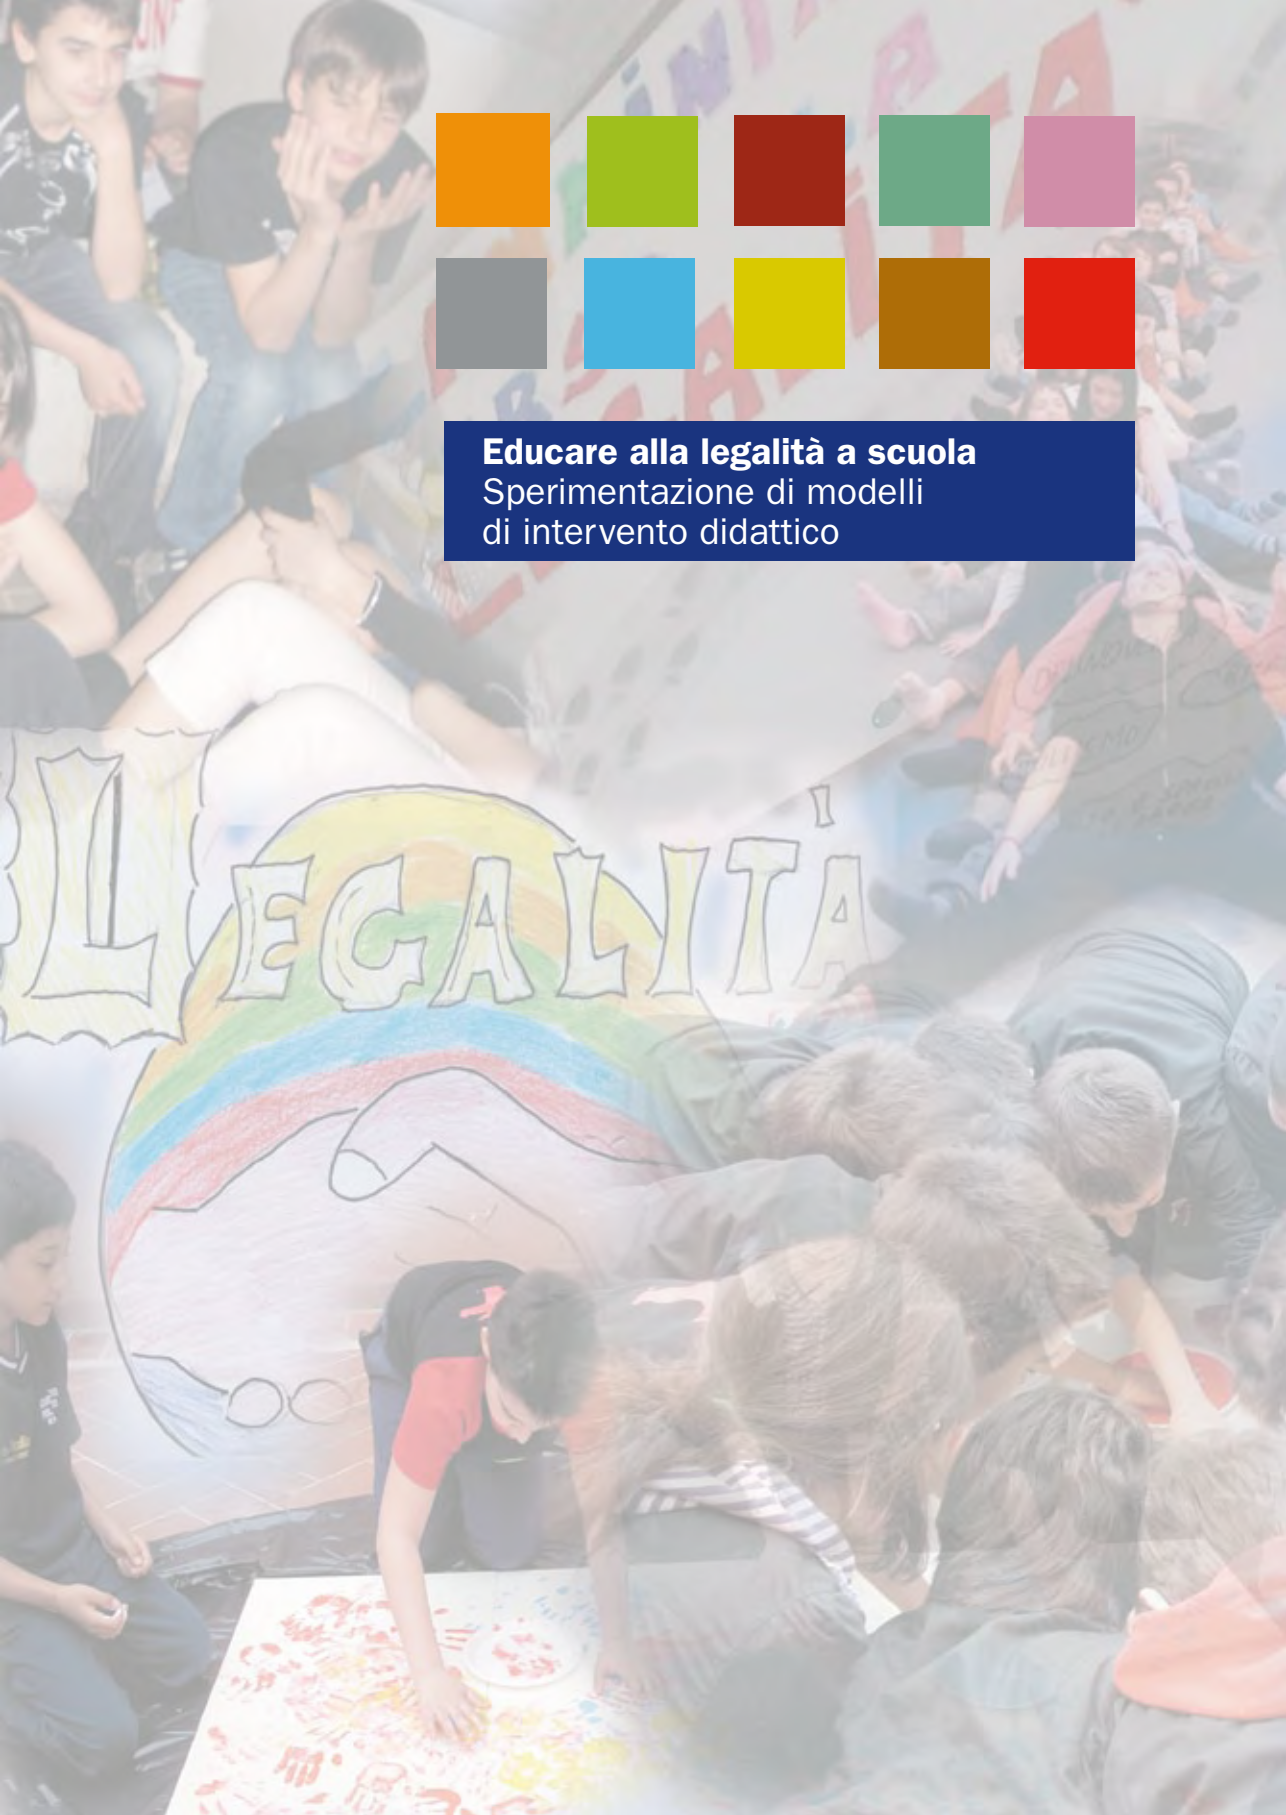 Educare alla legalità a scuola
Sperimentazione di modelli
di intervento didattico
LEGALITÀ